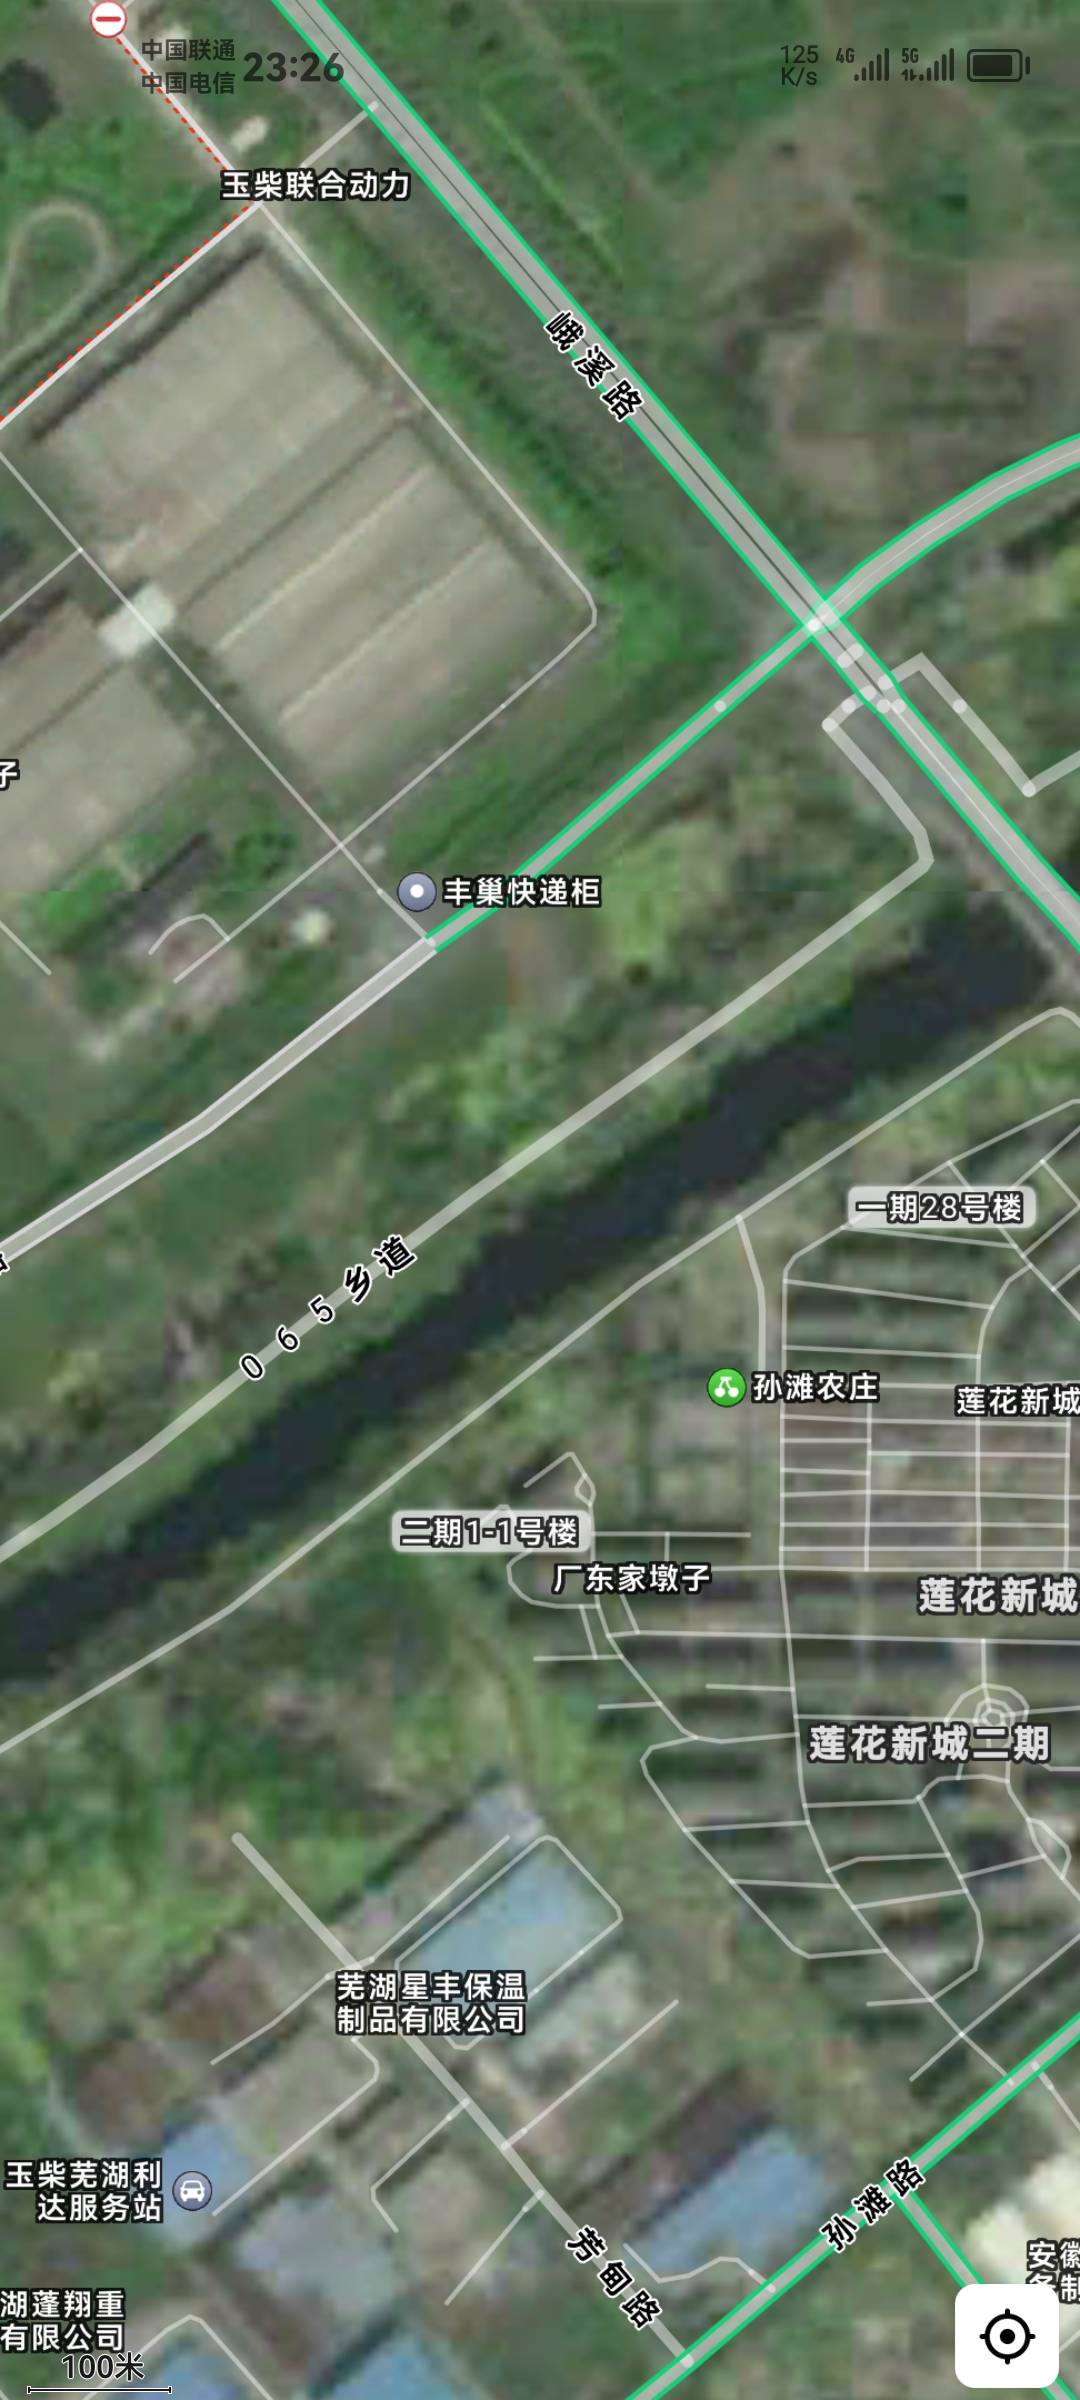 中国联通
中国电信
23:26
125
K/s
4G
5G
玉柴联合动力
峨溪路
子
丰巢快递柜
一期28号楼
065乡道
孙滩农庄
莲花新城
二期1-1号楼
厂东家墩子
莲花新城
莲花新城二期
芜湖星丰保温
制品有限公司
玉柴芜湖利
达服务站
孙滩路
芳甸路
安徽
湖蓬翔重
有限公司
100米